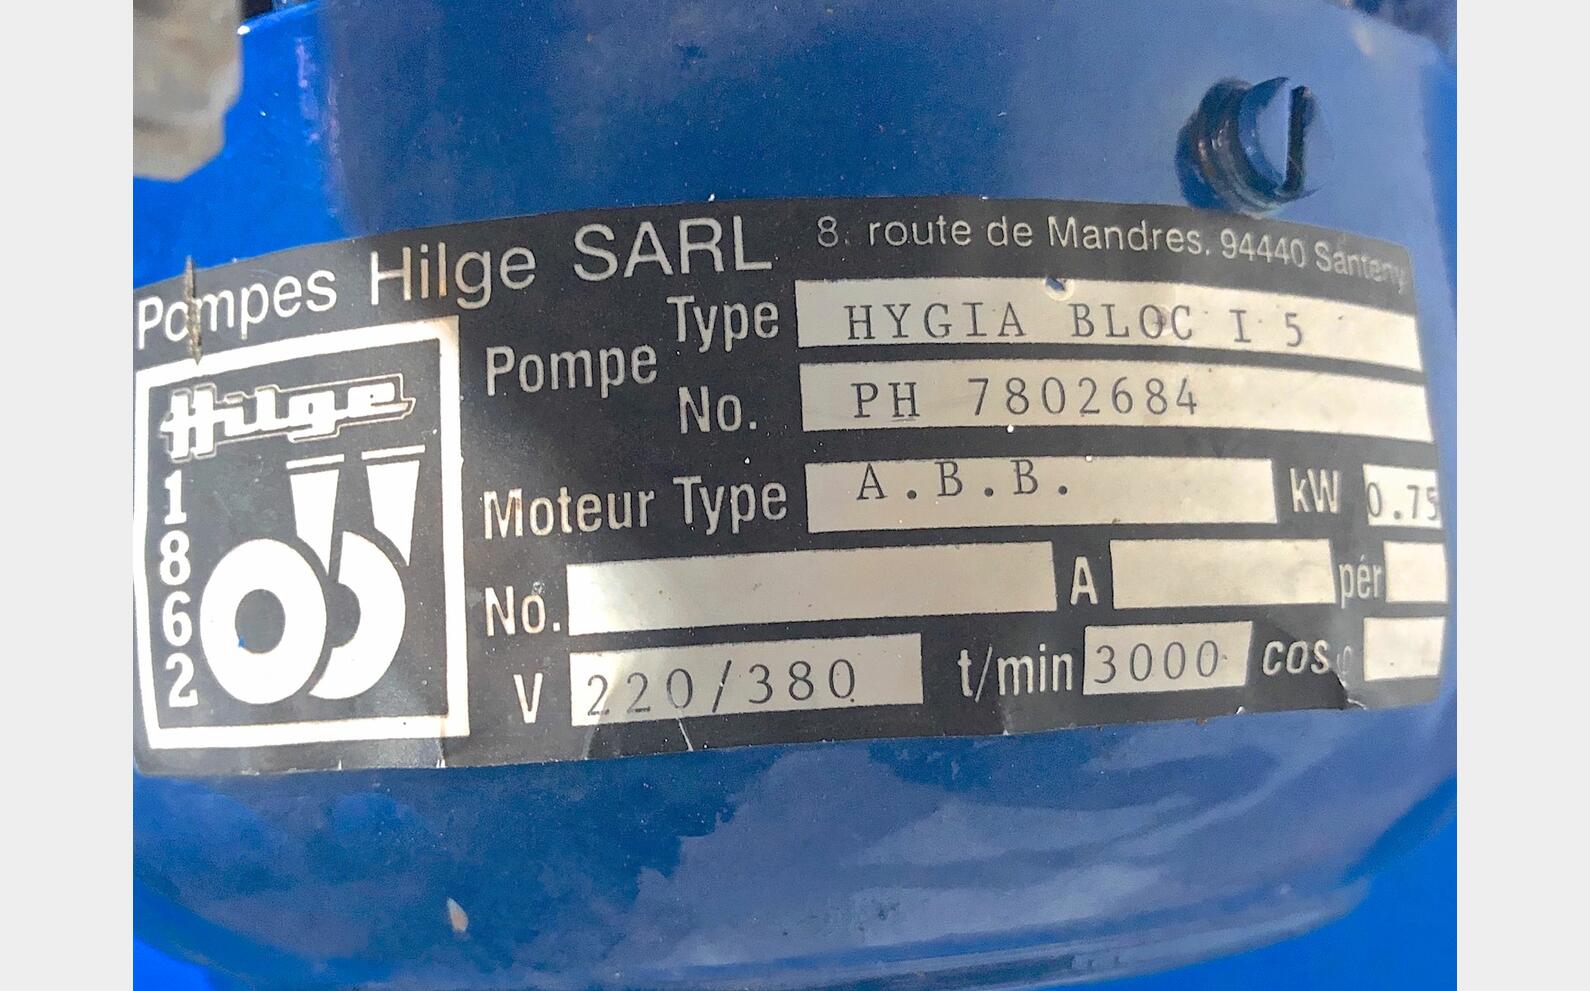 Pompes Hilge SARL 8. route de Mandres. 94440 Santeny
Pompe Type HYGIA BLOC I 5
No. PH 7802684
Hilge
1862
Moteur Type A.B.B. kW 0.75
No. A pér
V 220/380 t/min 3000 cos φ